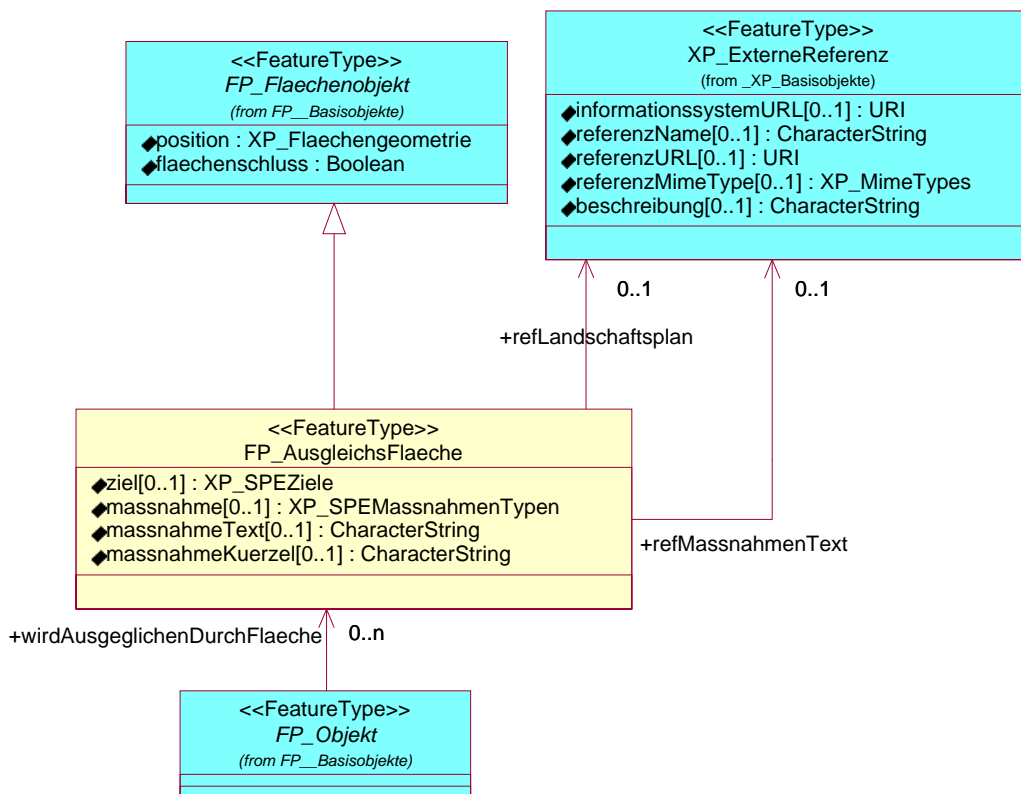 <<FeatureType>>
FP_Flaechenobjekt
(from FP__Basisobjekte)
position : XP_Flaechengeometrie
flaechenschluss : Boolean
<<FeatureType>>
XP_ExterneReferenz
(from _XP_Basisobjekte)
informationssystemURL[0..1] : URI
referenzName[0..1] : CharacterString
referenzURL[0..1] : URI
referenzMimeType[0..1] : XP_MimeTypes
beschreibung[0..1] : CharacterString
0..1
0..1
+refLandschaftsplan
<<FeatureType>>
FP_AusgleichsFlaeche
ziel[0..1] : XP_SPEZiele
massnahme[0..1] : XP_SPEMassnahmenTypen
massnahmeText[0..1] : CharacterString
massnahmeKuerzel[0..1] : CharacterString
+refMassnahmenText
+wirdAusgeglichenDurchFlaeche
0..n
<<FeatureType>>
FP_Objekt
(from FP__Basisobjekte)